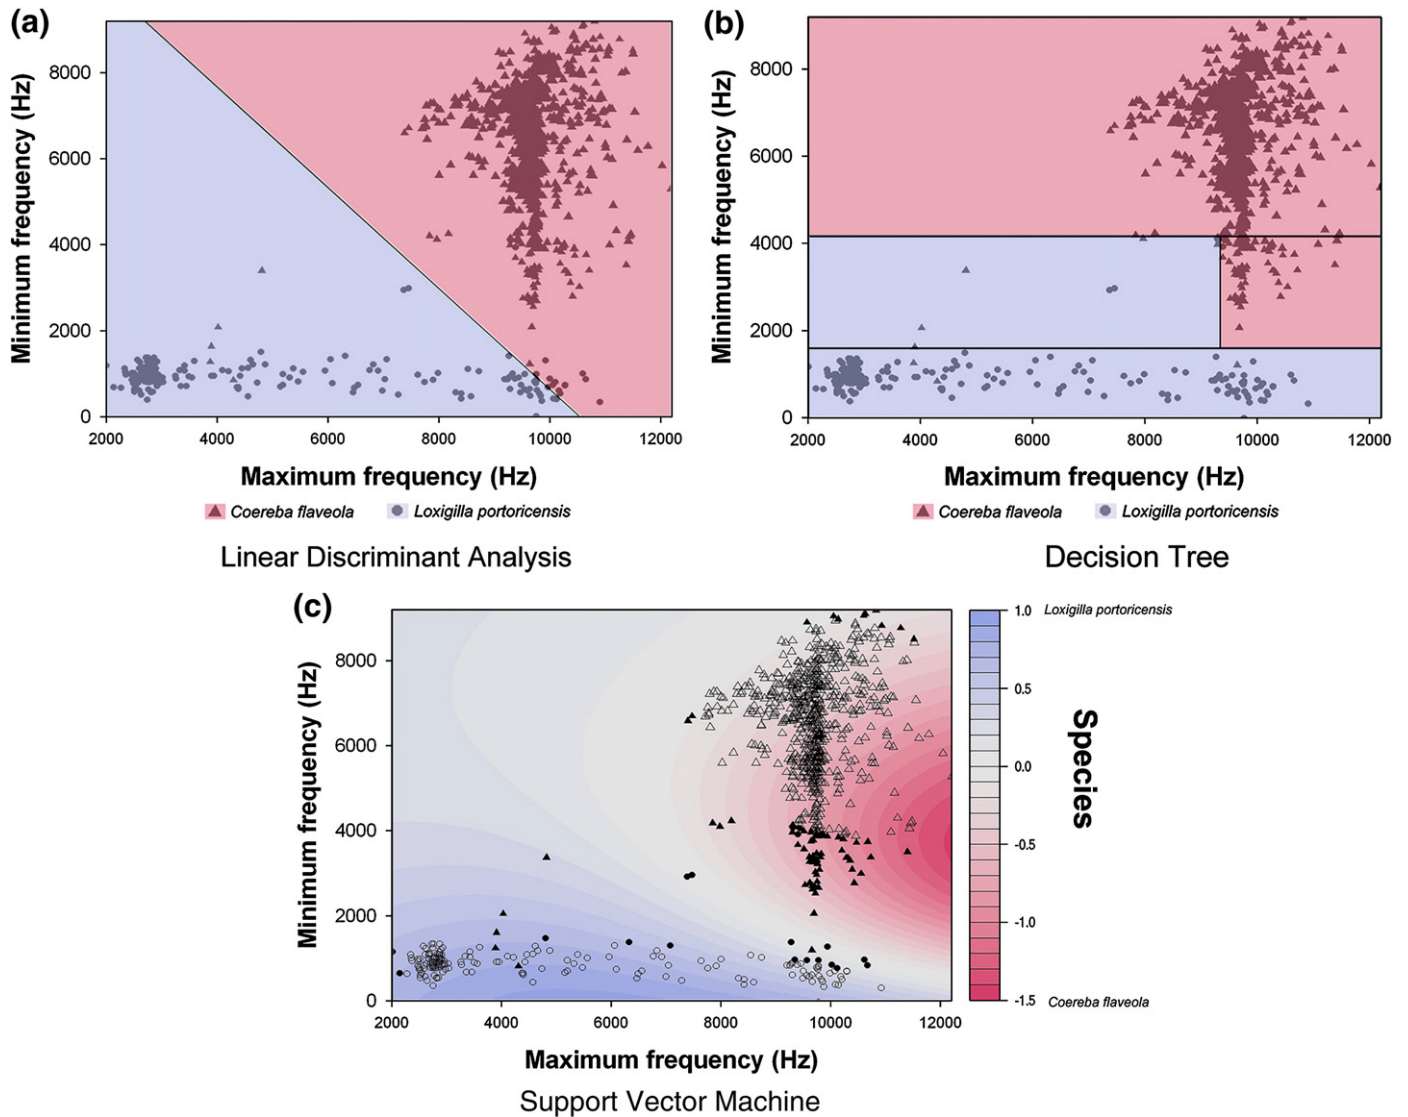 (a)
Minimum frequency (Hz)
8000
6000
4000
2000
0
2000 4000 6000 8000 10000 12000
Maximum frequency (Hz)
Coereba flaveola Loxigilla portoricensis
Linear Discriminant Analysis
(b)
Minimum frequency (Hz)
8000
6000
4000
2000
0
2000 4000 6000 8000 10000 12000
Maximum frequency (Hz)
Coereba flaveola Loxigilla portoricensis
Decision Tree
(c)
Minimum frequency (Hz)
8000
6000
4000
2000
0
2000 4000 6000 8000 10000 12000
Maximum frequency (Hz)
Support Vector Machine
1.0 Loxigilla portoricensis
0.5
0.0
-0.5
-1.0
-1.5 Coereba flaveola
Species